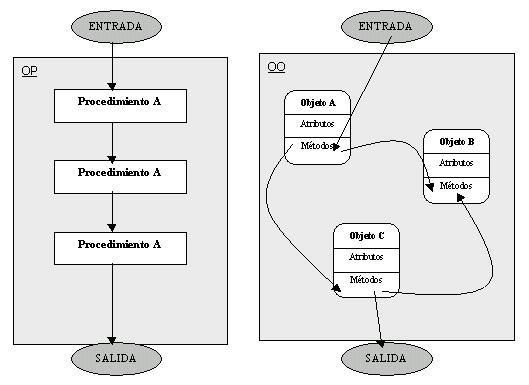 ENTRADA
OP
Procedimiento A
Procedimiento A
Procedimiento A
SALIDA
ENTRADA
OO
Objeto A
Atributos
Métodos
Objeto B
Atributos
Métodos
Objeto C
Atributos
Métodos
SALIDA